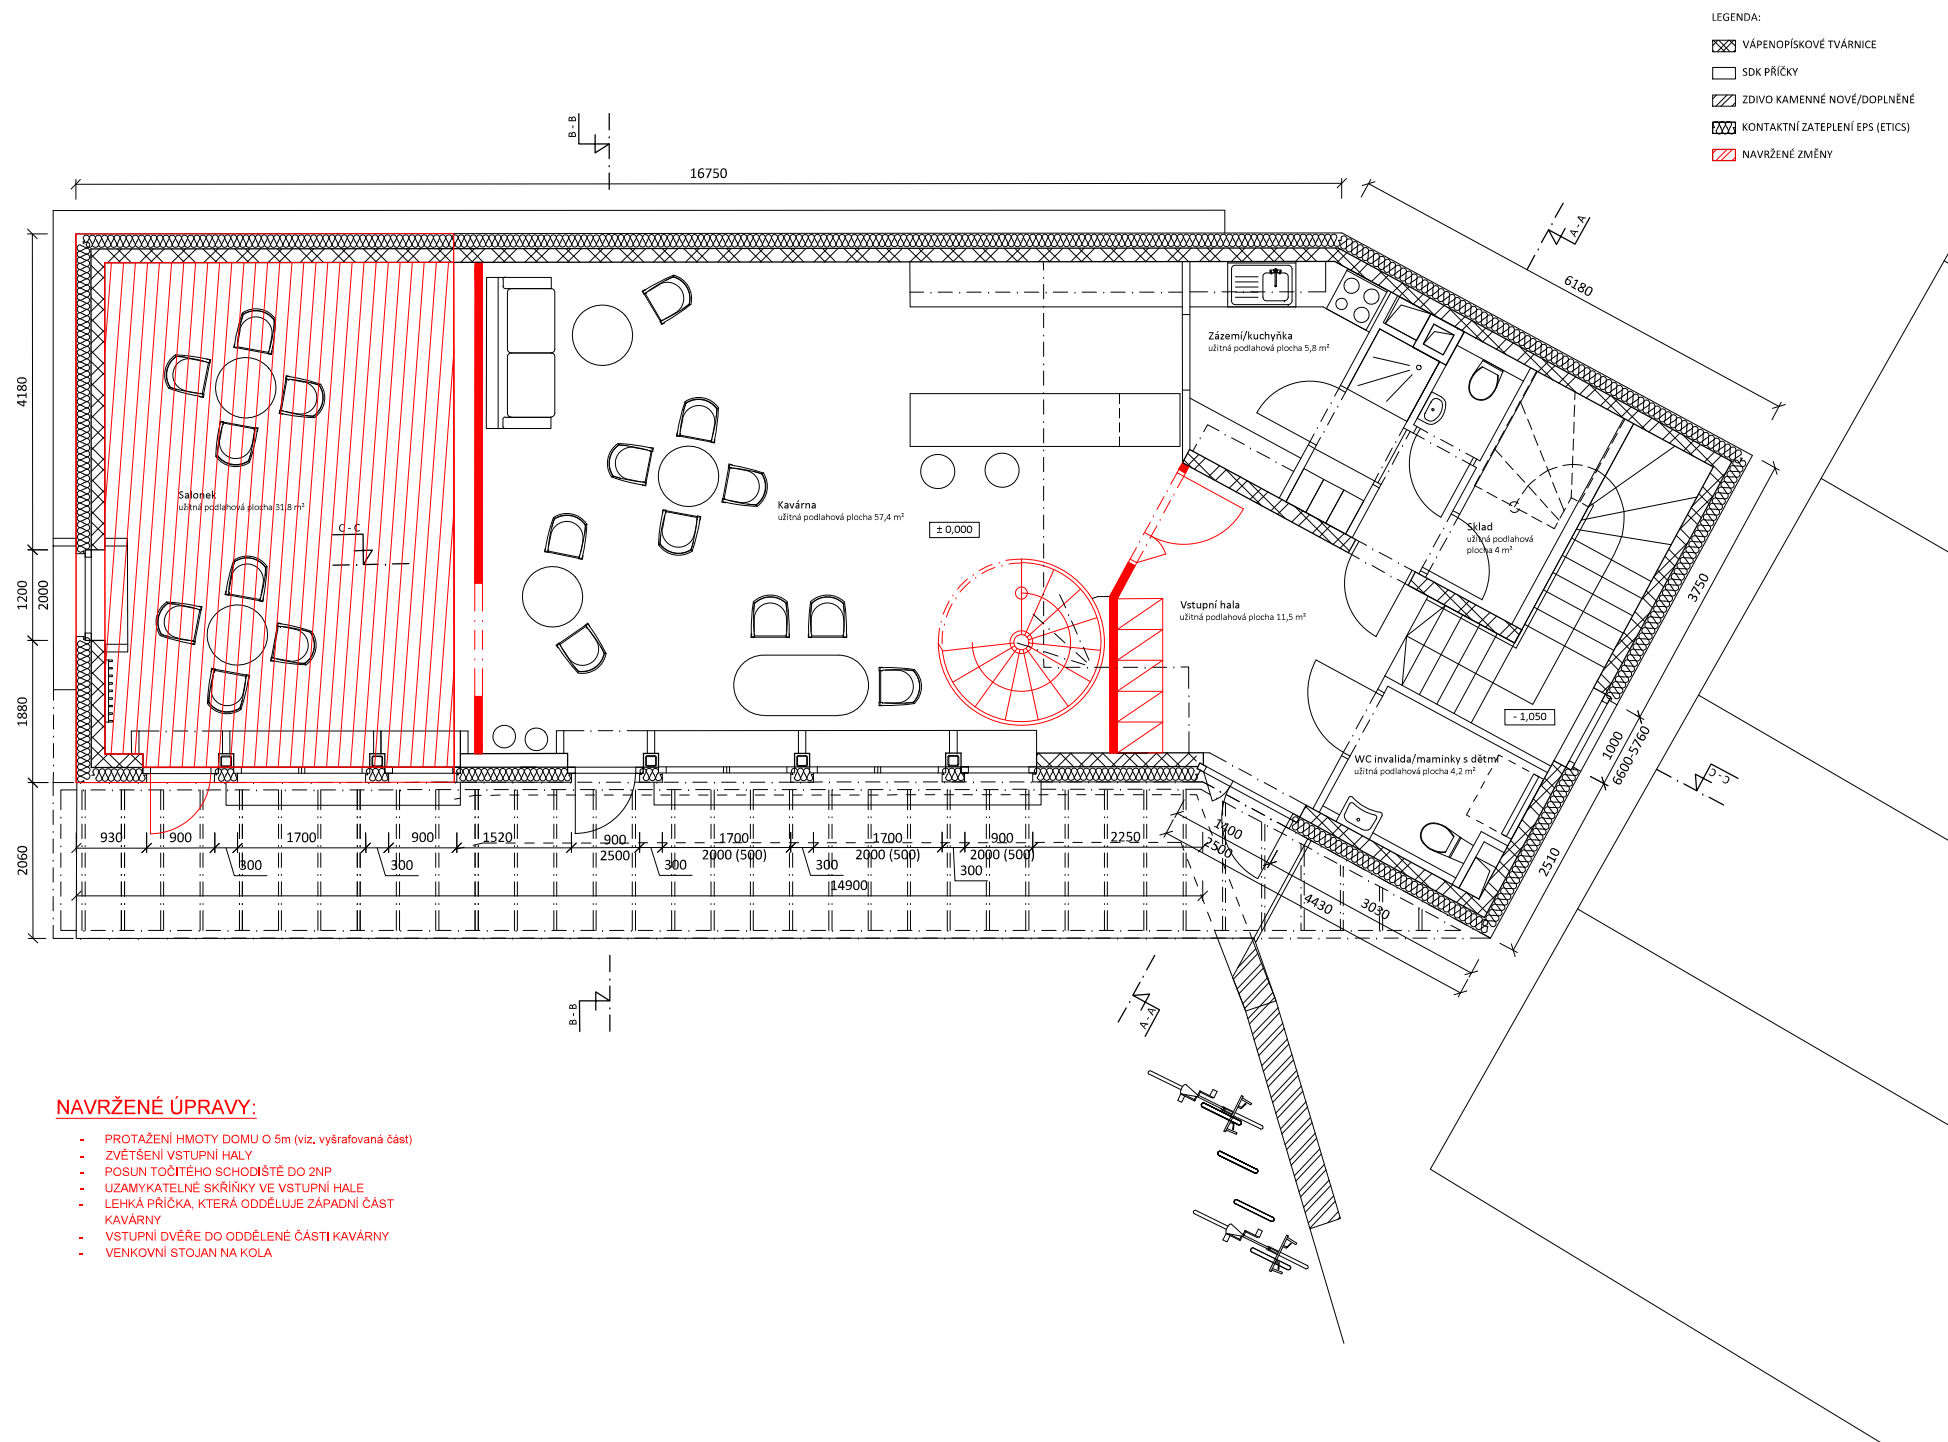 LEGENDA:
VÁPENOPÍSKOVÉ TVÁRNICE
SDK PŘÍČKY
ZDIVO KAMENNÉ NOVÉ/DOPLNĚNÉ
KONTAKTNÍ ZATEPLENÍ EPS (ETICS)
NAVRŽENÉ ZMĚNY
B - B
16750
A - A
6180
4180
1200
2000
1880
2060
Zázemí/kuchyňka
užitná podlahová plocha 5,8 m²
Salonek
užitná podlahová plocha 31,8 m²
C - C
Kavárna
užitná podlahová plocha 57,4 m²
± 0,000
Sklad
užitná podlahová
plocha 4 m²
Vstupní hala
užitná podlahová plocha 11,5 m²
3750
- 1,050
WC invalida/maminky s dětmi
užitná podlahová plocha 4,2 m²
1000
6600-5760
C - C
2510
930
900
300
1700
300
900
1520
900
2500
300
1700
2000 (500)
300
1700
2000 (500)
300
900
2000 (500)
2250
14900
1400
2500
4430
3030
B - B
A - A
NAVRŽENÉ ÚPRAVY:
- PROTAŽENÍ HMOTY DOMU O 5m (viz. vyšrafovaná část)
- ZVĚTŠENÍ VSTUPNÍ HALY
- POSUN TOČITÉHO SCHODIŠTĚ DO 2NP
- UZAMYKATELNÉ SKŘÍŇKY VE VSTUPNÍ HALE
- LEHKÁ PŘÍČKA, KTERÁ ODDĚLUJE ZÁPADNÍ ČÁST
KAVÁRNY
- VSTUPNÍ DVĚŘE DO ODDĚLENÉ ČÁSTI KAVÁRNY
- VENKOVNÍ STOJAN NA KOLA